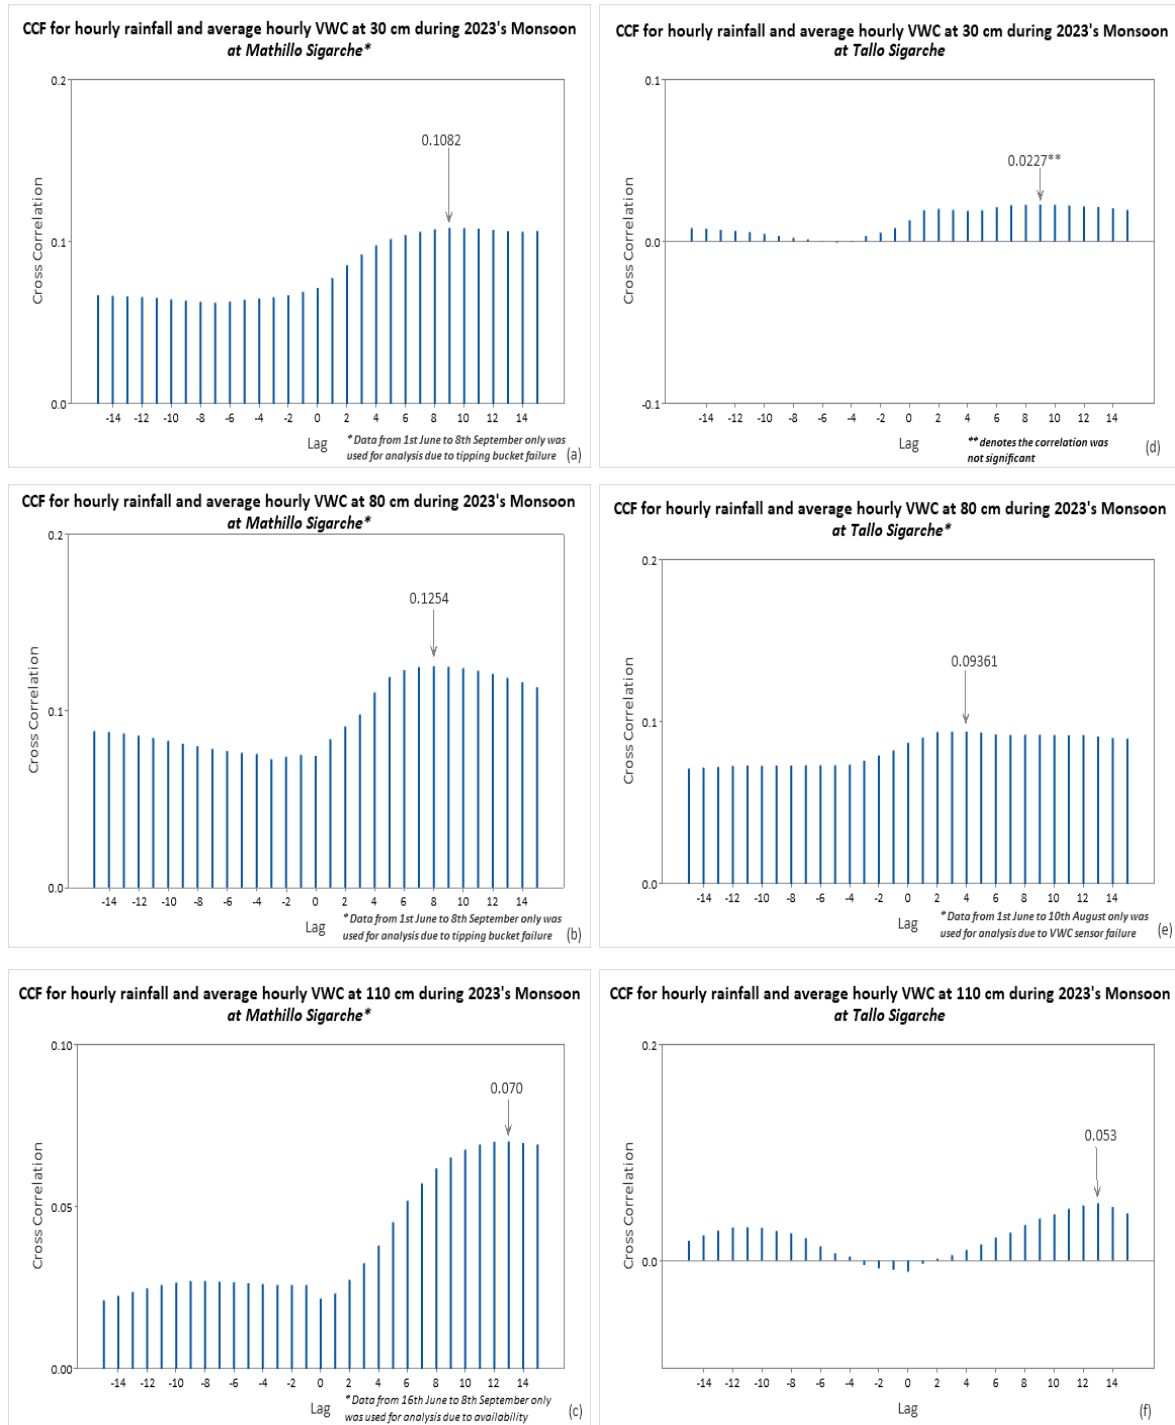 CCF for hourly rainfall and average hourly VWC at 30 cm during 2023's Monsoon
at Mathillo Sigarche*
0.2
0.1082
0.1
Cross Correlation
0.0
-14 -12 -10 -8 -6 -4 -2 0 2 4 6 8 10 12 14
Lag
* Data from 1st June to 8th September only was
used for analysis due to tipping bucket failure
(a)
CCF for hourly rainfall and average hourly VWC at 30 cm during 2023's Monsoon
at Tallo Sigarche
0.1
0.0227**
Cross Correlation
0.0
-0.1
-14 -12 -10 -8 -6 -4 -2 0 2 4 6 8 10 12 14
Lag
** denotes the correlation was
not significant
(d)
CCF for hourly rainfall and average hourly VWC at 80 cm during 2023's Monsoon
at Mathillo Sigarche*
0.2
0.1254
0.1
Cross Correlation
0.0
-14 -12 -10 -8 -6 -4 -2 0 2 4 6 8 10 12 14
Lag
* Data from 1st June to 8th September only was
used for analysis due to tipping bucket failure
(b)
CCF for hourly rainfall and average hourly VWC at 80 cm during 2023's Monsoon
at Tallo Sigarche*
0.2
0.09361
0.1
Cross Correlation
0.0
-14 -12 -10 -8 -6 -4 -2 0 2 4 6 8 10 12 14
Lag
* Data from 1st June to 10th August only was
used for analysis due to VWC sensor failure
(e)
CCF for hourly rainfall and average hourly VWC at 110 cm during 2023's Monsoon
at Mathillo Sigarche*
0.10
0.070
0.05
Cross Correlation
0.00
-14 -12 -10 -8 -6 -4 -2 0 2 4 6 8 10 12 14
Lag
* Data from 16th June to 8th September only
was used for analysis due to availability
(c)
CCF for hourly rainfall and average hourly VWC at 110 cm during 2023's Monsoon
at Tallo Sigarche
0.2
0.053
Cross Correlation
0.0
-14 -12 -10 -8 -6 -4 -2 0 2 4 6 8 10 12 14
Lag
(f)